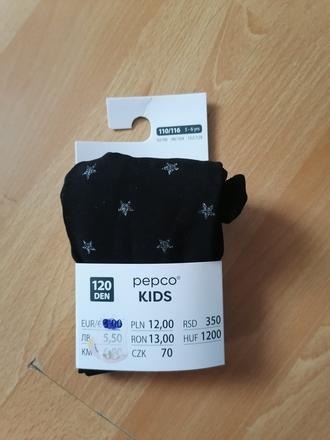 110/116 5-6 yrs
120
DEN
pepco®
KIDS
EUR/€ PLN 12,00 RSD 350
ЛВ 5,50 RON 13,00 HUF 1200
KM CZK 70